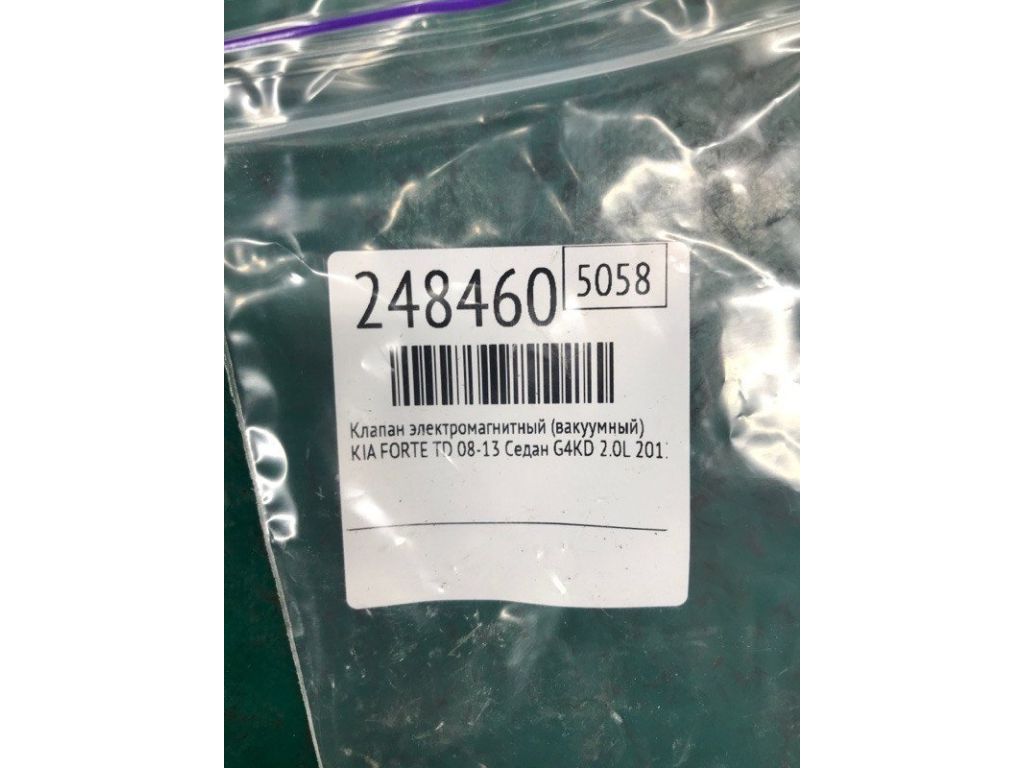 248460
5058
Клапан электромагнитный (вакуумный)
KIA FORTE TD 08-13 Седан G4KD 2.0L